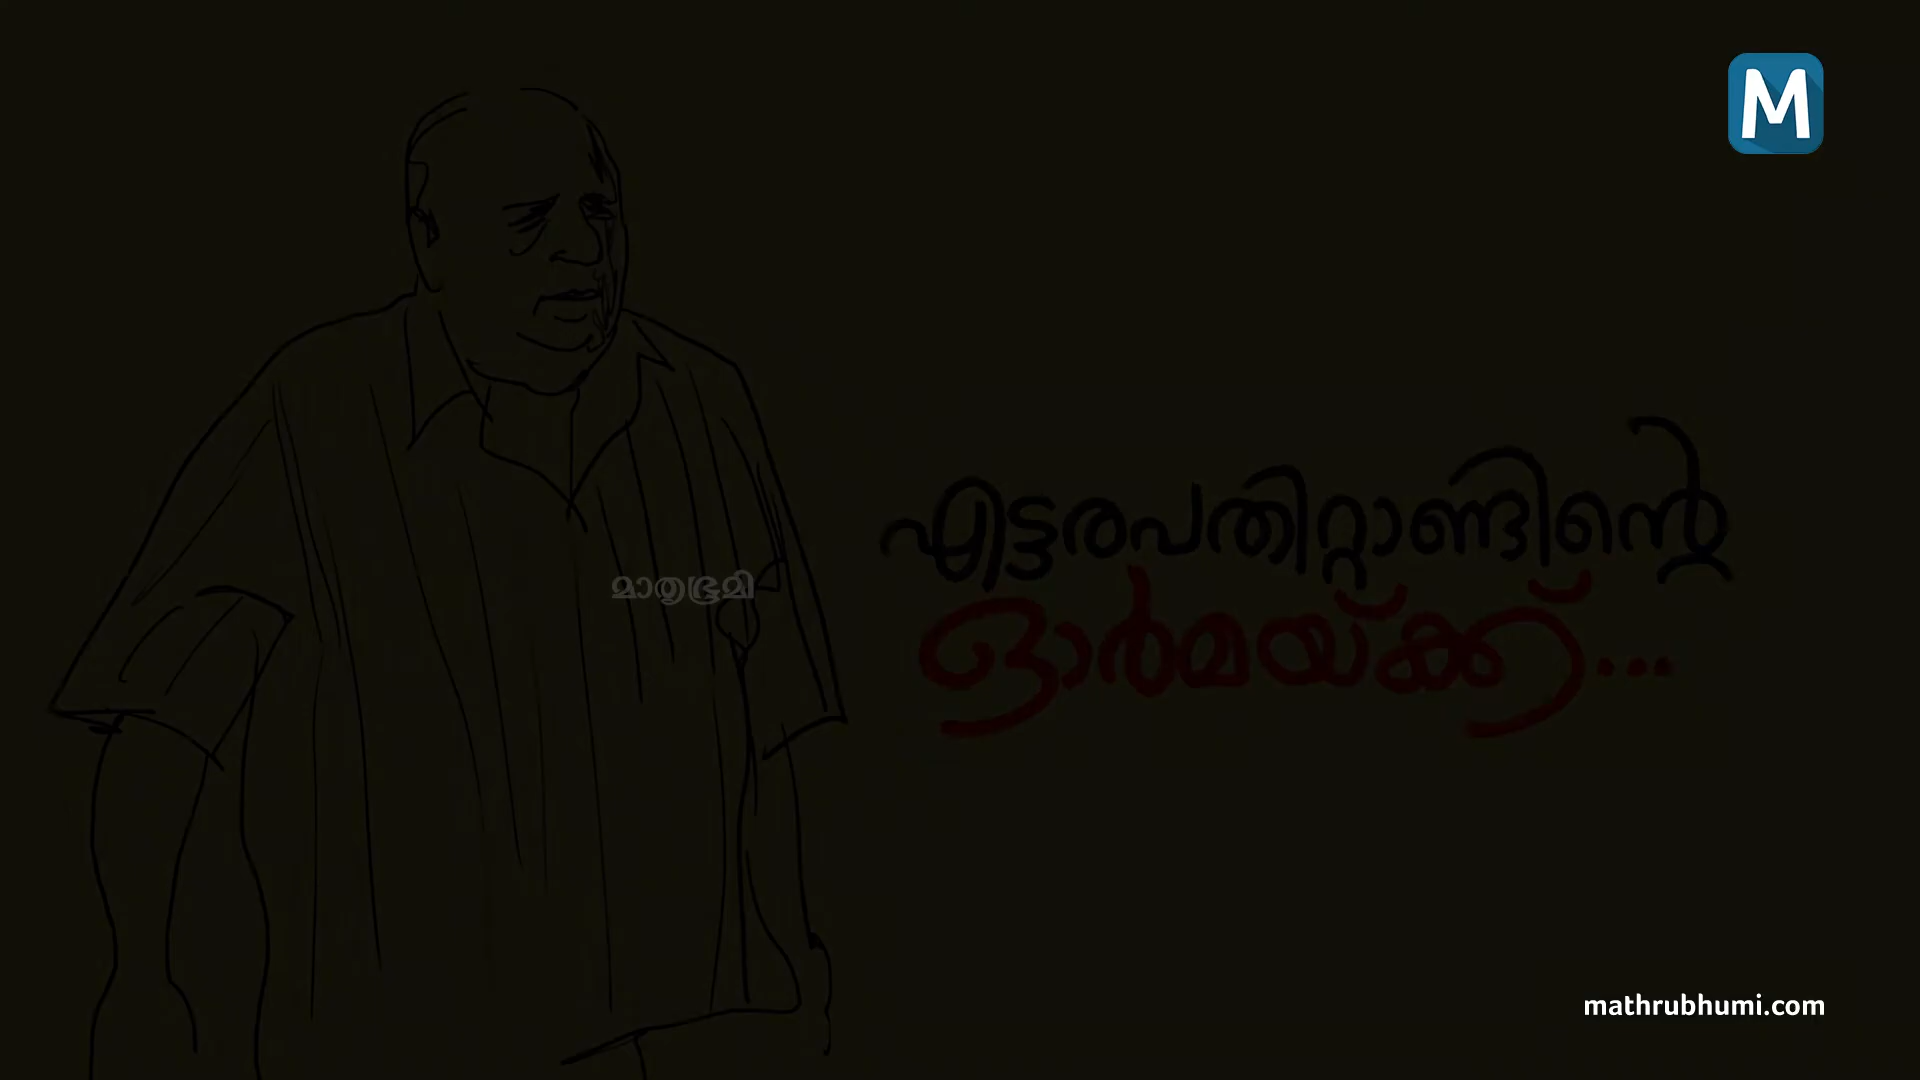 M
എട്ടരപതിറ്റാണ്ടിന്റെ
ഓർമയ്ക്ക്...
മാതൃഭൂമി
mathrubhumi.com